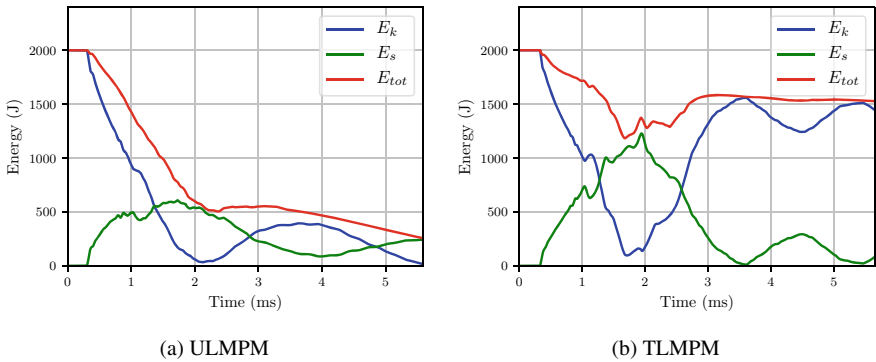 2000
1500
1000
500
0
Energy (J)
0 1 2 3 4 5
Time (ms)
E_k
E_s
E_tot
(a) ULMPM
2000
1500
1000
500
0
Energy (J)
0 1 2 3 4 5
Time (ms)
E_k
E_s
E_tot
(b) TLMPM